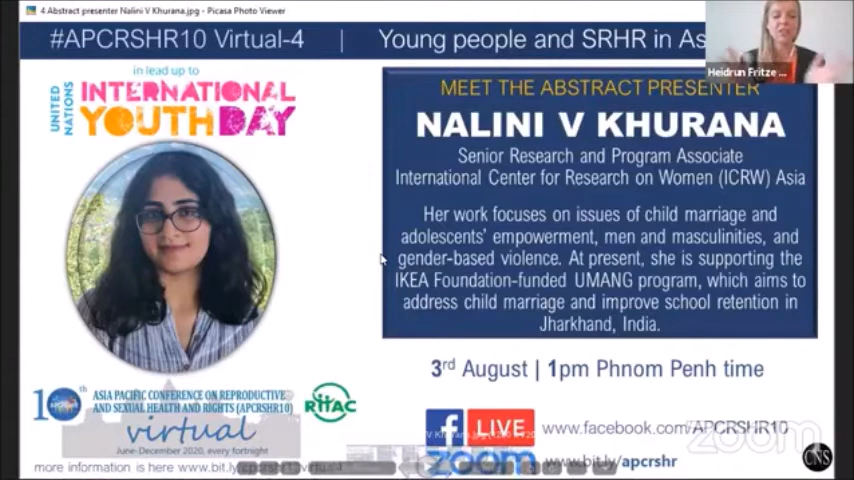 4 Abstract presenter Nalini V Khurana.jpg - Picasa Photo Viewer
#APCRSHR10 Virtual-4 | Young people and SRHR in As
Heidrun Fritze ...
in lead up to
UNITED NATIONS
INTERNATIONAL
YOUTH DAY
MEET THE ABSTRACT PRESENTER
NALINI V KHURANA
Senior Research and Program Associate
International Center for Research on Women (ICRW) Asia
Her work focuses on issues of child marriage and
adolescents' empowerment, men and masculinities, and
gender-based violence. At present, she is supporting the
IKEA Foundation-funded UMANG program, which aims to
address child marriage and improve school retention in
Jharkhand, India.
3rd August | 1pm Phnom Penh time
10th ASIA PACIFIC CONFERENCE ON REPRODUCTIVE
AND SEXUAL HEALTH AND RIGHTS (APCRSHR10)
virtual
June-December 2020, every fortnight
RHAC
more information is here www.bit.ly/
f LIVE www.facebook.com/APCRSHR10
zoom www.bit.ly/apcrshr
zoom
CNS